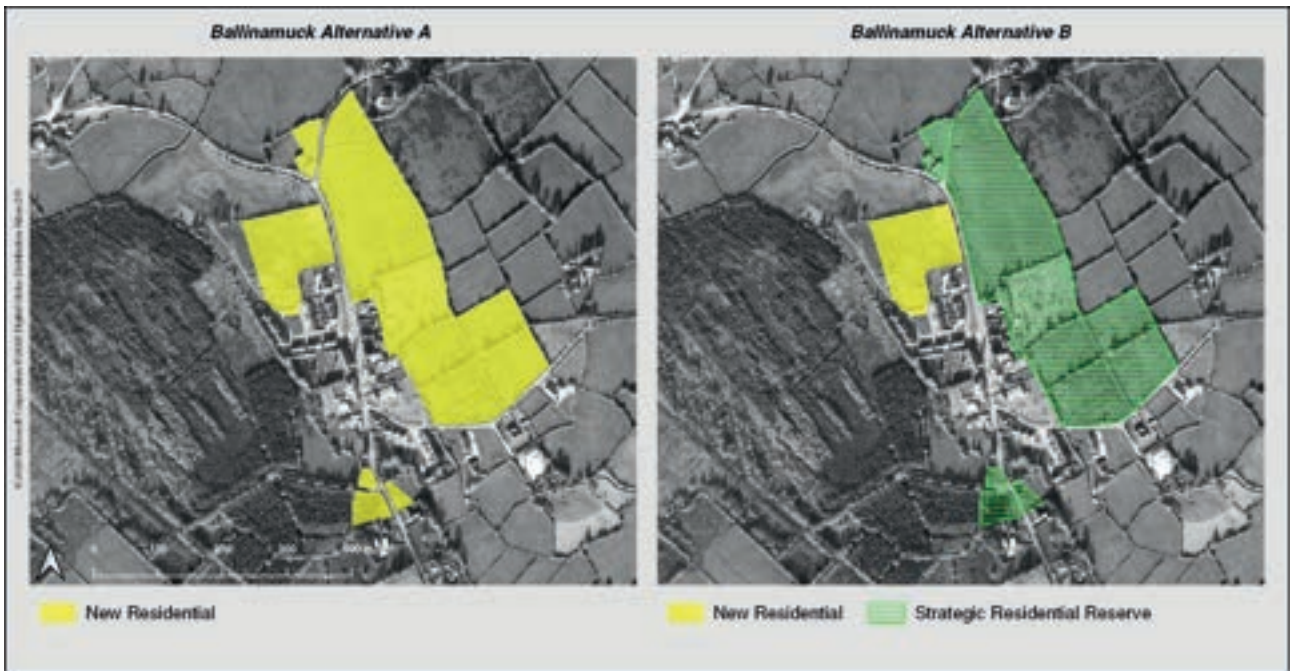 Ballinamuck Alternative A
Ballinamuck Alternative B
New Residential
New Residential
Strategic Residential Reserve